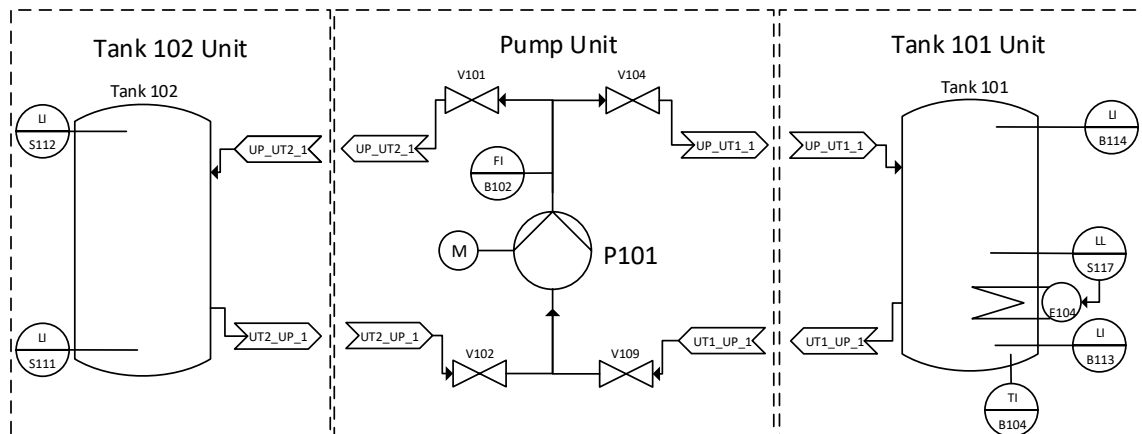 Tank 102 Unit
Tank 102
LI
S112
UP_UT2_1
UT2_UP_1
LI
S111
Pump Unit
V101
V104
UP_UT2_1
UP_UT1_1
FI
B102
M
P101
UT2_UP_1
V102
V109
UT1_UP_1
Tank 101 Unit
Tank 101
UP_UT1_1
LI
B114
LL
S117
E104
UT1_UP_1
LI
B113
TI
B104